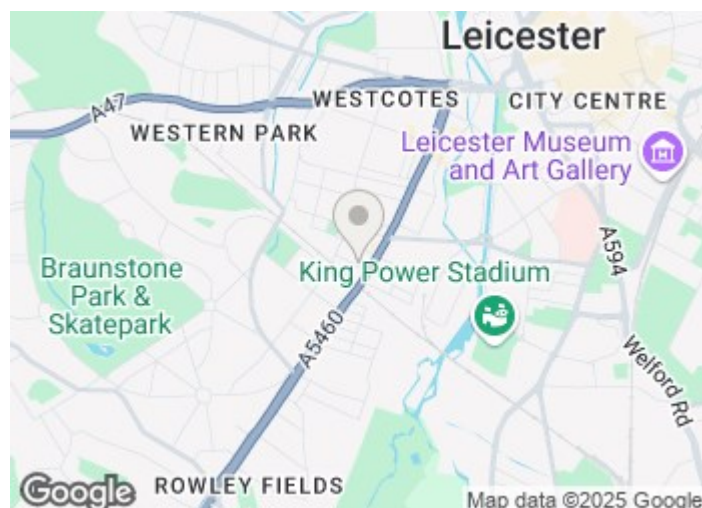 Leicester
A47
WESTCOTES
CITY CENTRE
WESTERN PARK
Leicester Museum
and Art Gallery
A594
Braunstone
Park &
Skatepark
King Power Stadium
A5460
Welford Rd
ROWLEY FIELDS
Google
Map data ©2025 Google